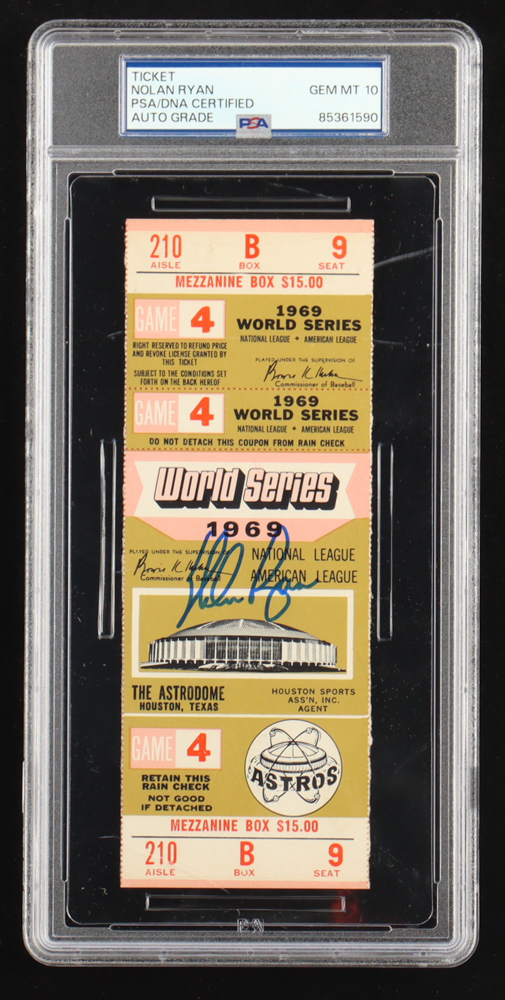 TICKET
NOLAN RYAN GEM MT 10
PSA/DNA CERTIFIED
AUTO GRADE PSA 85361590
210 B 9
AISLE BOX SEAT
MEZZANINE BOX $15.00
GAME 4
1969
WORLD SERIES
NATIONAL LEAGUE • AMERICAN LEAGUE
RIGHT RESERVED TO REFUND PRICE
AND REVOKE LICENSE GRANTED BY
THIS TICKET
SUBJECT TO THE CONDITIONS SET
FORTH ON THE BACK HEREOF
PLAYED UNDER THE SUPERVISION OF
Bowie K. Kuhn
Commissioner of Baseball
GAME 4
1969
WORLD SERIES
NATIONAL LEAGUE • AMERICAN LEAGUE
DO NOT DETACH THIS COUPON FROM RAIN CHECK
World Series
1969
PLAYED UNDER THE SUPERVISION OF
Bowie K. Kuhn
Commissioner of Baseball
NATIONAL LEAGUE
AMERICAN LEAGUE
Nolan Ryan
THE ASTRODOME
HOUSTON, TEXAS
HOUSTON SPORTS
ASS'N, INC.
AGENT
GAME 4
RETAIN THIS
RAIN CHECK
NOT GOOD
IF DETACHED
ASTROS
MEZZANINE BOX $15.00
210 B 9
AISLE BOX SEAT
PSA